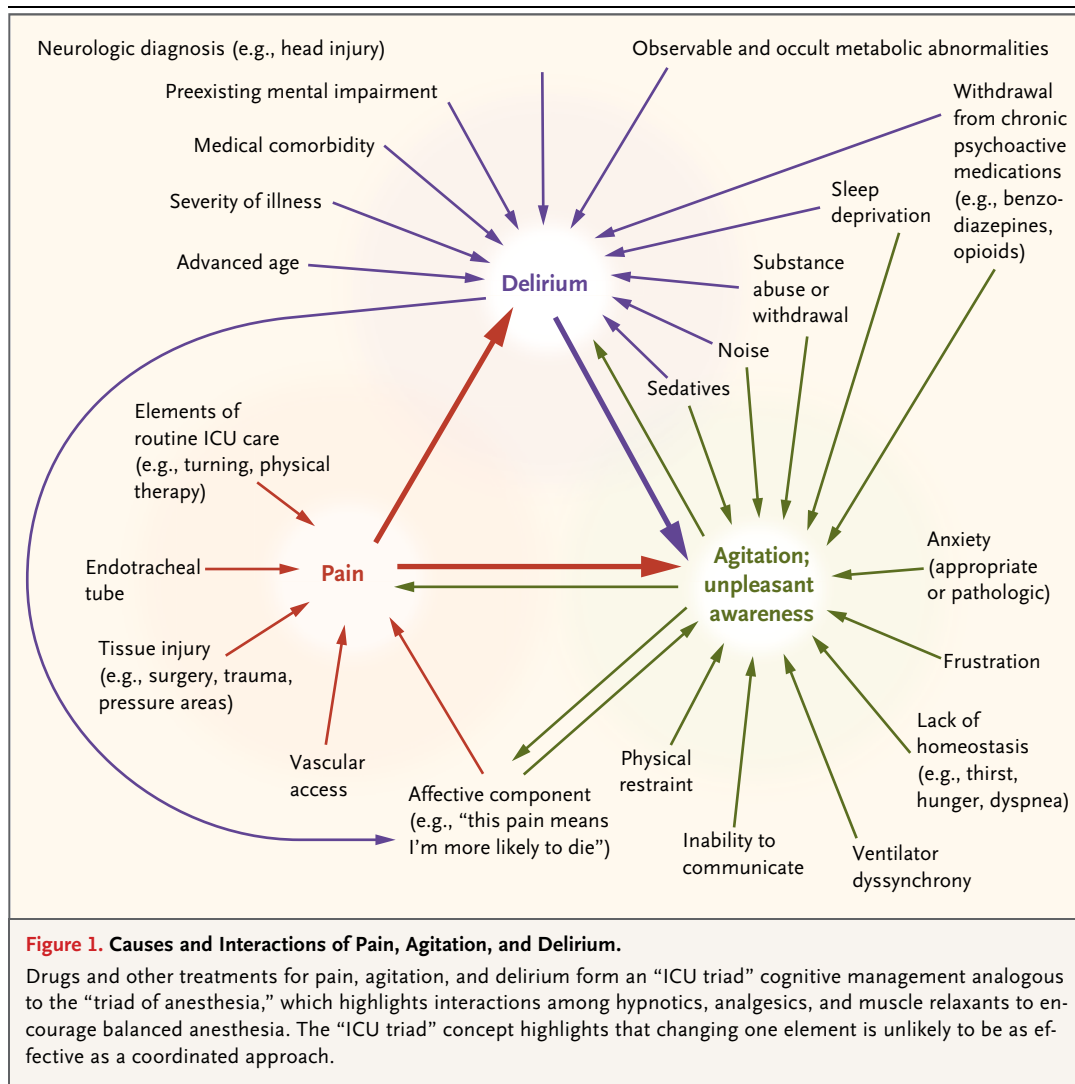 Neurologic diagnosis (e.g., head injury)
Observable and occult metabolic abnormalities
Preexisting mental impairment
Withdrawal
from chronic
psychoactive
medications
(e.g., benzo-
diazepines,
opioids)
Medical comorbidity
Sleep
deprivation
Severity of illness
Advanced age
Substance
abuse or
withdrawal
Delirium
Noise
Sedatives
Elements of
routine ICU care
(e.g., turning, physical
therapy)
Endotracheal
tube
Pain
Agitation;
unpleasant
awareness
Anxiety
(appropriate
or pathologic)
Tissue injury
(e.g., surgery, trauma,
pressure areas)
Frustration
Vascular
access
Affective component
(e.g., “this pain means
I’m more likely to die”)
Physical
restraint
Lack of
homeostasis
(e.g., thirst,
hunger, dyspnea)
Inability to
communicate
Ventilator
dyssynchrony
Figure 1. Causes and Interactions of Pain, Agitation, and Delirium.
Drugs and other treatments for pain, agitation, and delirium form an “ICU triad” cognitive management analogous
to the “triad of anesthesia,” which highlights interactions among hypnotics, analgesics, and muscle relaxants to en-
courage balanced anesthesia. The “ICU triad” concept highlights that changing one element is unlikely to be as ef-
fective as a coordinated approach.